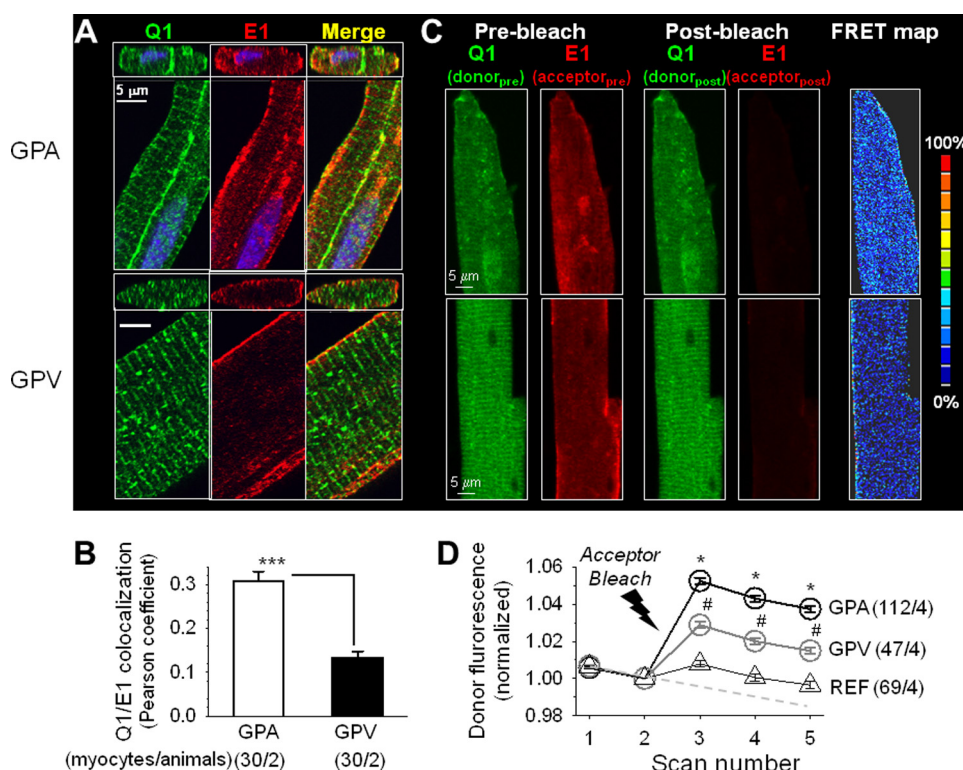 A
Q1 E1 Merge
5 μm
GPA
GPV
C
Pre-bleach Post-bleach FRET map
Q1 E1 Q1 E1
(donorpre) (acceptorpre) (donorpost) (acceptorpost)
100%
5 μm
0%
5 μm
B
Q1/E1 colocalization
(Pearson coefficient)
0.3
0.2
0.1
0.0
***
GPA GPV
(myocytes/animals) (30/2) (30/2)
D
Donor flurorescence
(normalized)
1.06
1.04
1.02
1.00
0.98
Acceptor
Bleach
* * *
# # #
GPA (112/4)
GPV (47/4)
REF (69/4)
1 2 3 4 5
Scan number